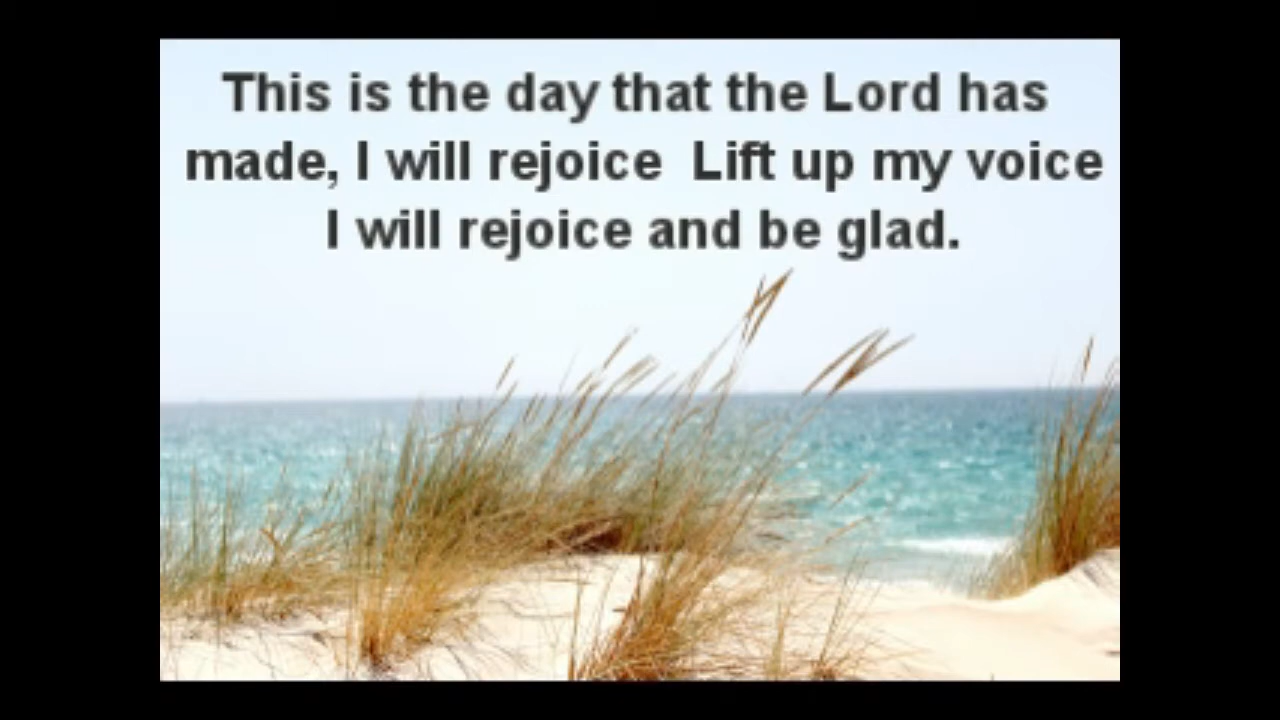 This is the day that the Lord has
made, I will rejoice  Lift up my voice
I will rejoice and be glad.